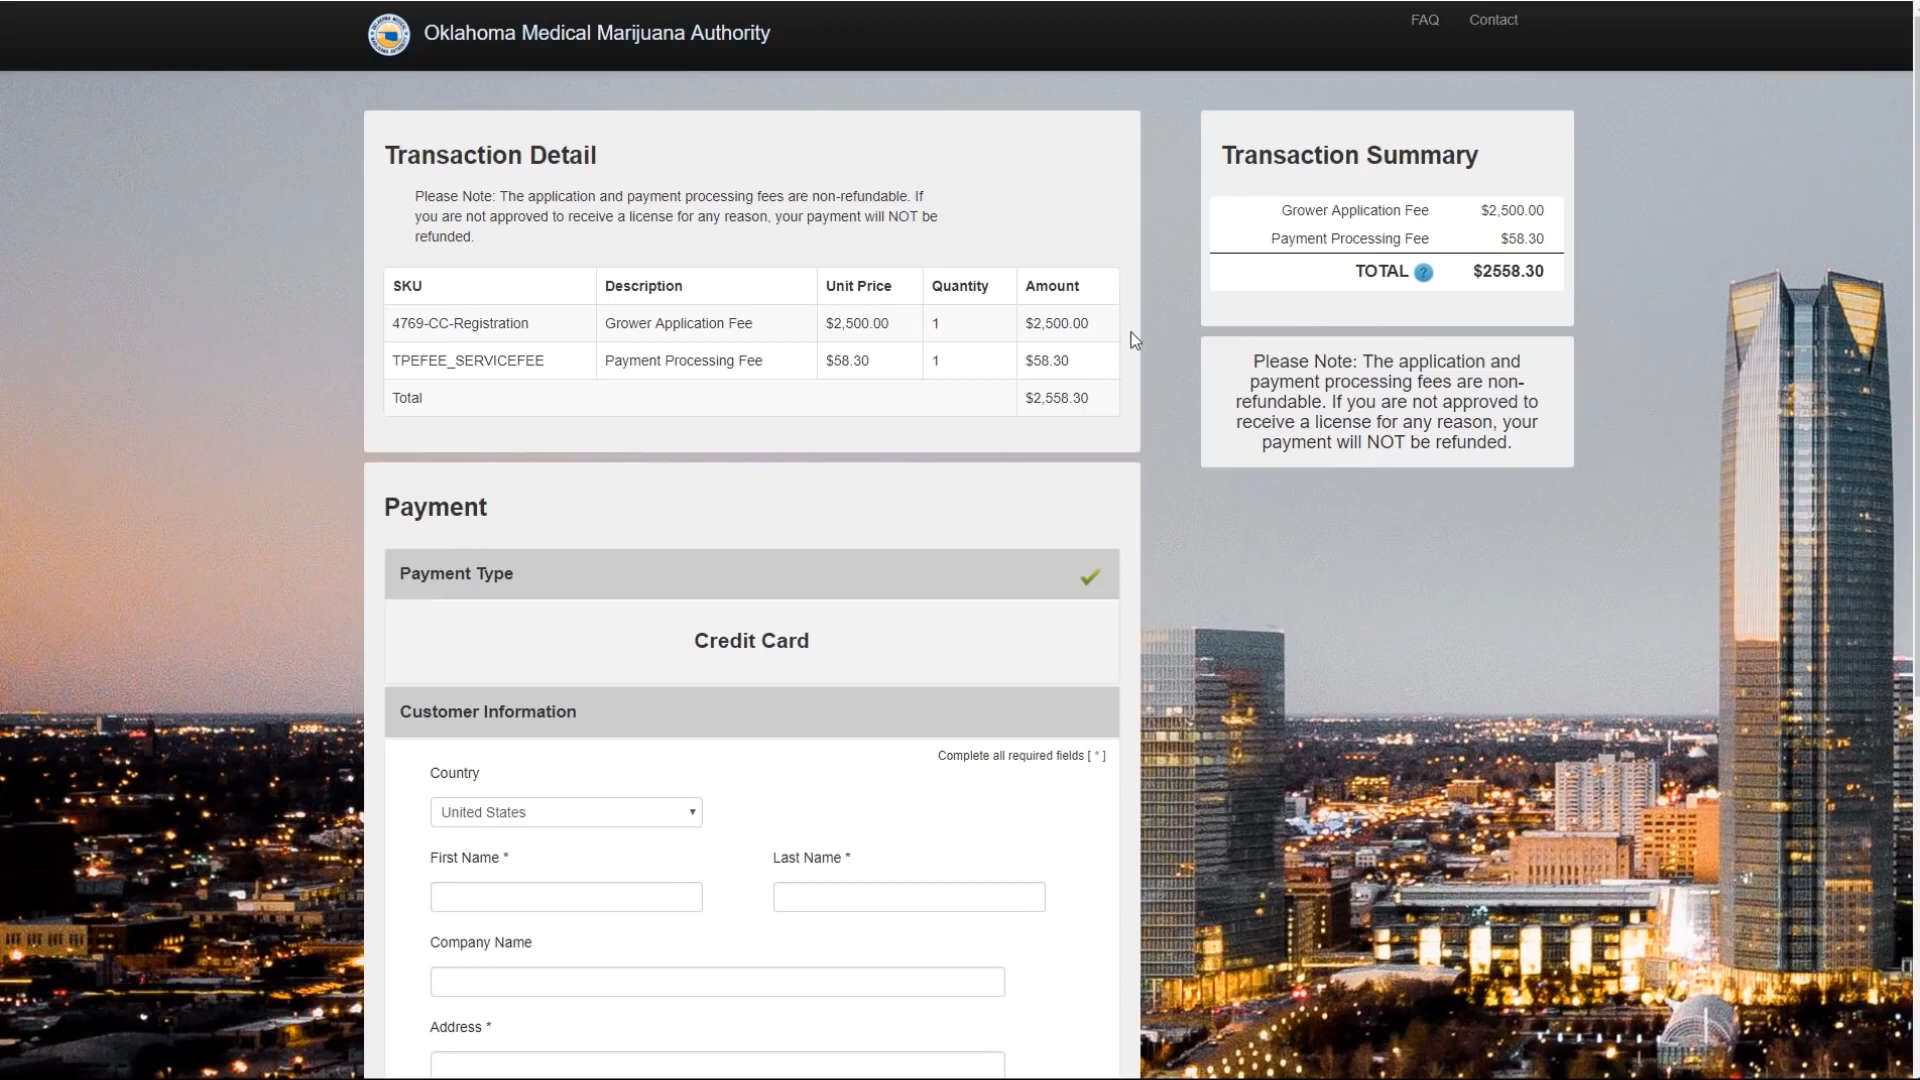 Oklahoma Medical Marijuana Authority
FAQ
Contact
Transaction Detail
Please Note: The application and payment processing fees are non-refundable. If
you are not approved to receive a license for any reason, your payment will NOT be
refunded.
SKU Description Unit Price Quantity Amount
4769-CC-Registration Grower Application Fee $2,500.00 1 $2,500.00
TPEFEE_SERVICEFEE Payment Processing Fee $58.30 1 $58.30
Total $2,558.30
Transaction Summary
Grower Application Fee $2,500.00
Payment Processing Fee $58.30
TOTAL ? $2558.30
Please Note: The application and
payment processing fees are non-
refundable. If you are not approved to
receive a license for any reason, your
payment will NOT be refunded.
Payment
Payment Type
Credit Card
Customer Information
Complete all required fields [ * ]
Country
United States
First Name * Last Name *
Company Name
Address *